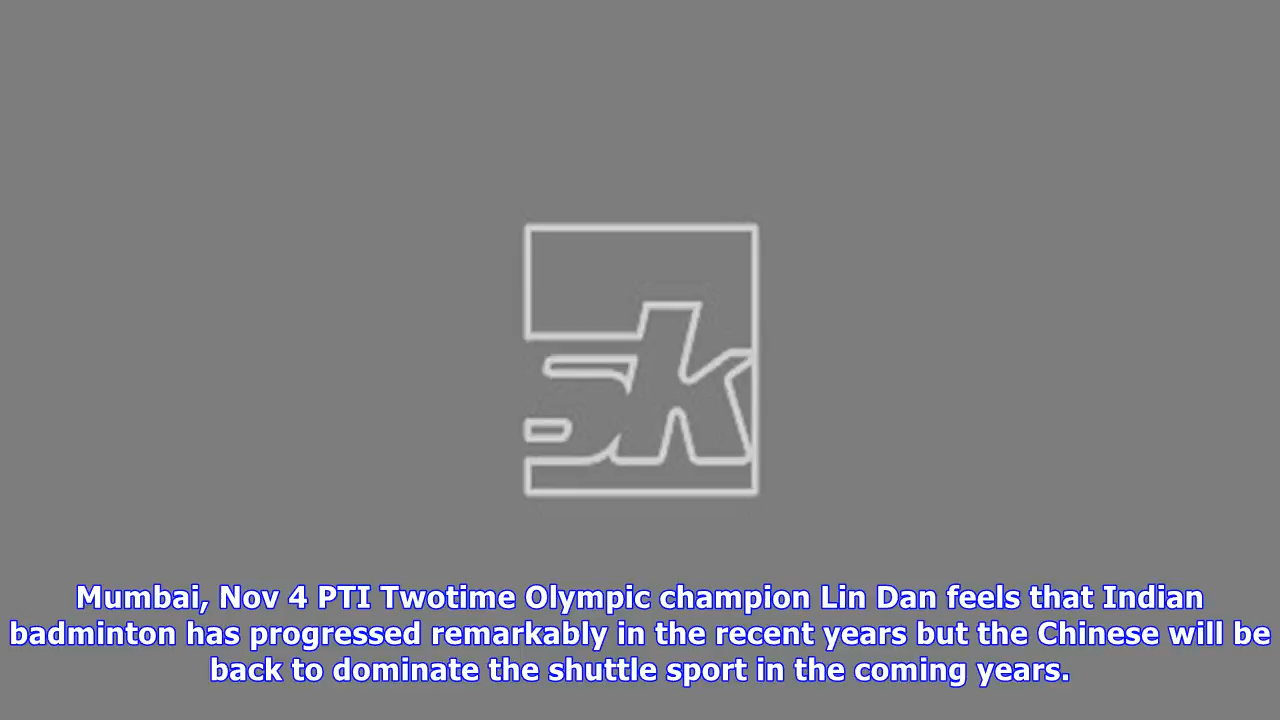 sk
Mumbai, Nov 4 PTI Twotime Olympic champion Lin Dan feels that Indian
badminton has progressed remarkably in the recent years but the Chinese will be
back to dominate the shuttle sport in the coming years.